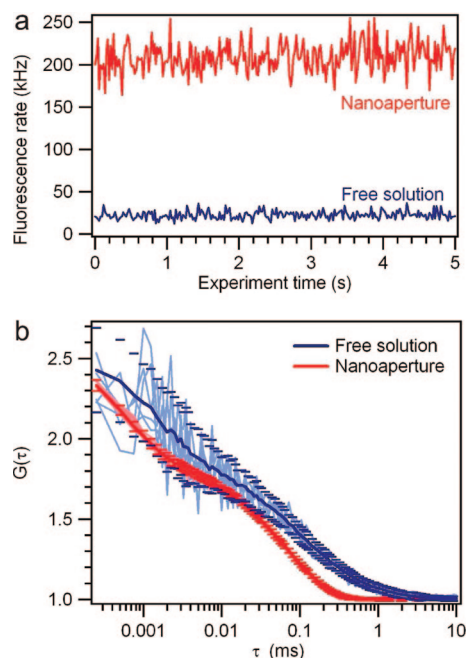 a
Fluorescence rate (kHz)
250
200
150
100
50
0
Nanoaperture
Free solution
0 1 2 3 4 5
Experiment time (s)
b
G(τ)
2.5
2.0
1.5
1.0
Free solution
Nanoaperture
0.001 0.01 0.1 1 10
τ (ms)